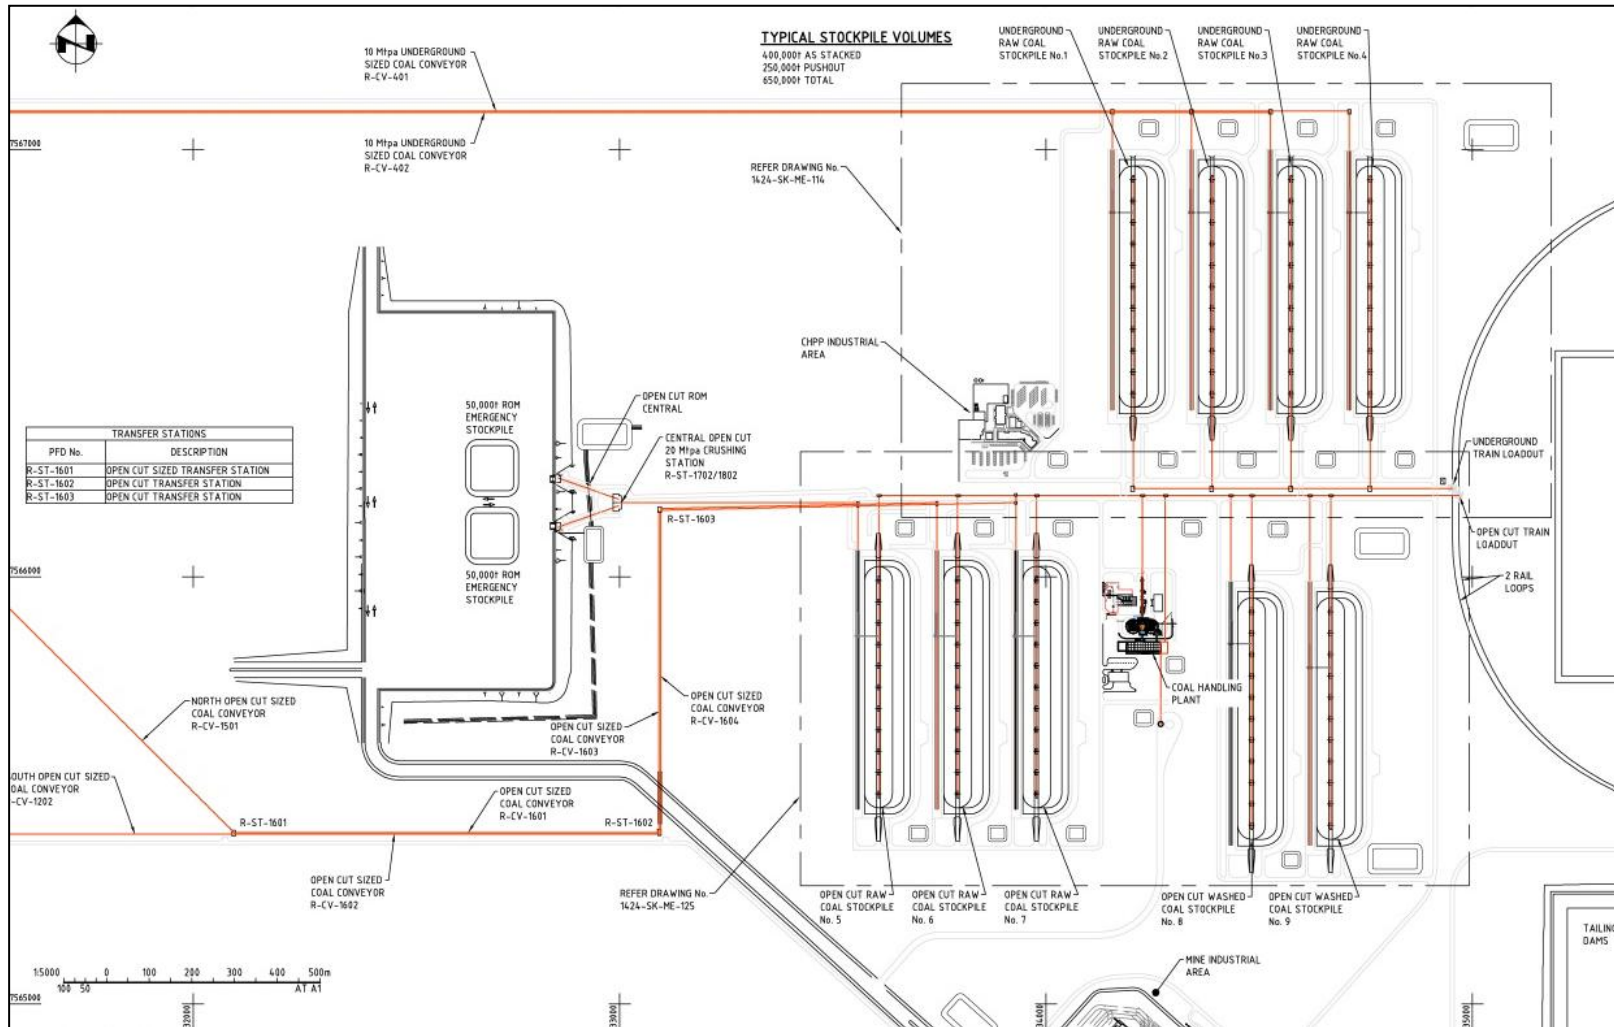 10 Mtpa UNDERGROUND
SIZED COAL CONVEYOR
R-CV-401
TYPICAL STOCKPILE VOLUMES
400,000t AS STACKED
250,000t PUSHOUT
650,000t TOTAL
UNDERGROUND
RAW COAL
STOCKPILE No.1
UNDERGROUND
RAW COAL
STOCKPILE No.2
UNDERGROUND
RAW COAL
STOCKPILE No.3
UNDERGROUND
RAW COAL
STOCKPILE No.4
7567000
10 Mtpa UNDERGROUND
SIZED COAL CONVEYOR
R-CV-402
REFER DRAWING No.
1424-SK-ME-114
CHPP INDUSTRIAL
AREA
50,000t ROM
EMERGENCY
STOCKPILE
OPEN CUT ROM
CENTRAL
CENTRAL OPEN CUT
20 Mtpa CRUSHING
STATION
R-ST-1702/1802
UNDERGROUND
TRAIN LOADOUT
TRANSFER STATIONS
PFD No. DESCRIPTION
R-ST-1601 OPEN CUT SIZED TRANSFER STATION
R-ST-1602 OPEN CUT TRANSFER STATION
R-ST-1603 OPEN CUT TRANSFER STATION
R-ST-1603
OPEN CUT TRAIN
LOADOUT
7566000
50,000t ROM
EMERGENCY
STOCKPILE
2 RAIL
LOOPS
NORTH OPEN CUT SIZED
COAL CONVEYOR
R-CV-1501
OPEN CUT SIZED
COAL CONVEYOR
R-CV-1603
OPEN CUT SIZED
COAL CONVEYOR
R-CV-1604
COAL HANDLING
PLANT
OUTH OPEN CUT SIZED
OAL CONVEYOR
-CV-1202
R-ST-1601
OPEN CUT SIZED
COAL CONVEYOR
R-CV-1601
R-ST-1602
OPEN CUT SIZED
COAL CONVEYOR
R-CV-1602
REFER DRAWING No.
1424-SK-ME-125
OPEN CUT RAW
COAL STOCKPILE
No. 5
OPEN CUT RAW
COAL STOCKPILE
No. 6
OPEN CUT RAW
COAL STOCKPILE
No. 7
OPEN CUT WASHED
COAL STOCKPILE
No. 8
OPEN CUT WASHED
COAL STOCKPILE
No. 9
TAILIN
DAMS
MINE INDUSTRIAL
AREA
1:5000 0 100 200 300 400 500m
100 50 AT A1
7565000